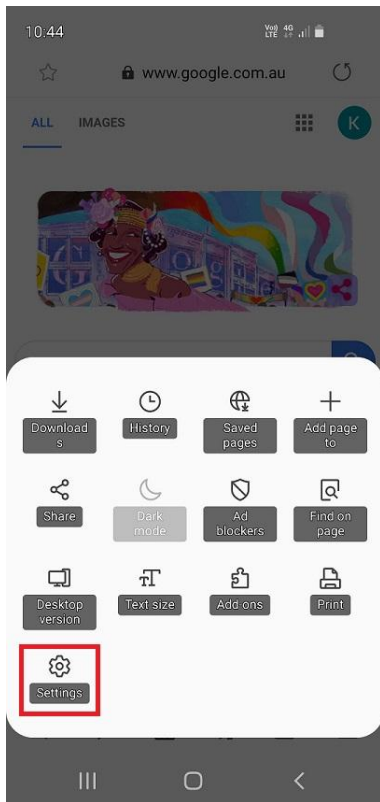 10:44
Vo)) 4G
LTE
www.google.com.au
ALL IMAGES
K
Google
Download
s
History
Saved
pages
Add page
to
Share
Dark
mode
Ad
blockers
Find on
page
Desktop
version
Text size
Add ons
Print
Settings